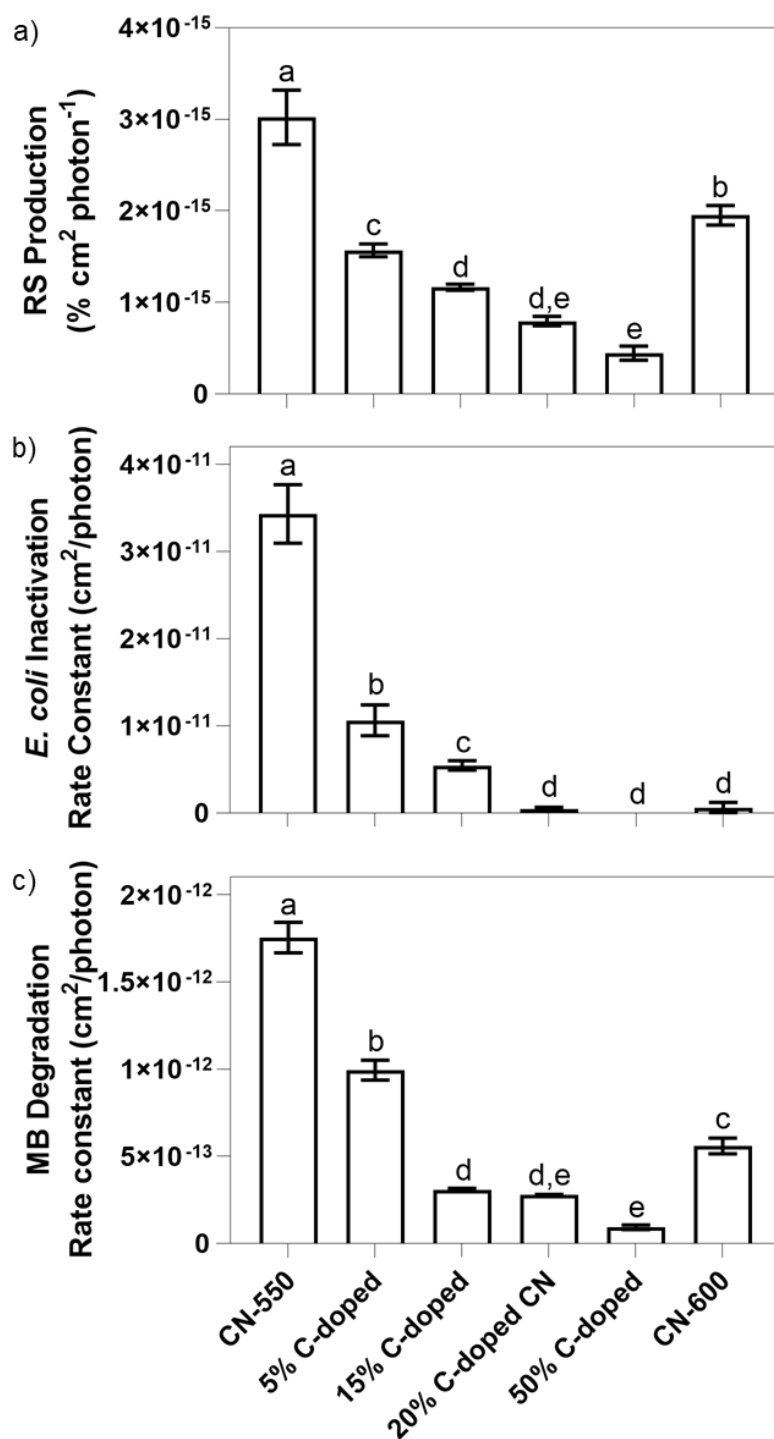 a)
RS Production
(% cm² photon⁻¹)
4×10⁻¹⁵
3×10⁻¹⁵
2×10⁻¹⁵
1×10⁻¹⁵
0
a
c
d
d,e
e
b
b)
E. coli Inactivation
Rate Constant (cm²/photon)
4×10⁻¹¹
3×10⁻¹¹
2×10⁻¹¹
1×10⁻¹¹
0
a
b
c
d
d
d
c)
MB Degradation
Rate constant (cm²/photon)
2×10⁻¹²
1.5×10⁻¹²
1×10⁻¹²
5×10⁻¹³
0
a
b
d
d,e
e
c
CN-550
5% C-doped
15% C-doped
20% C-doped CN
50% C-doped
CN-600